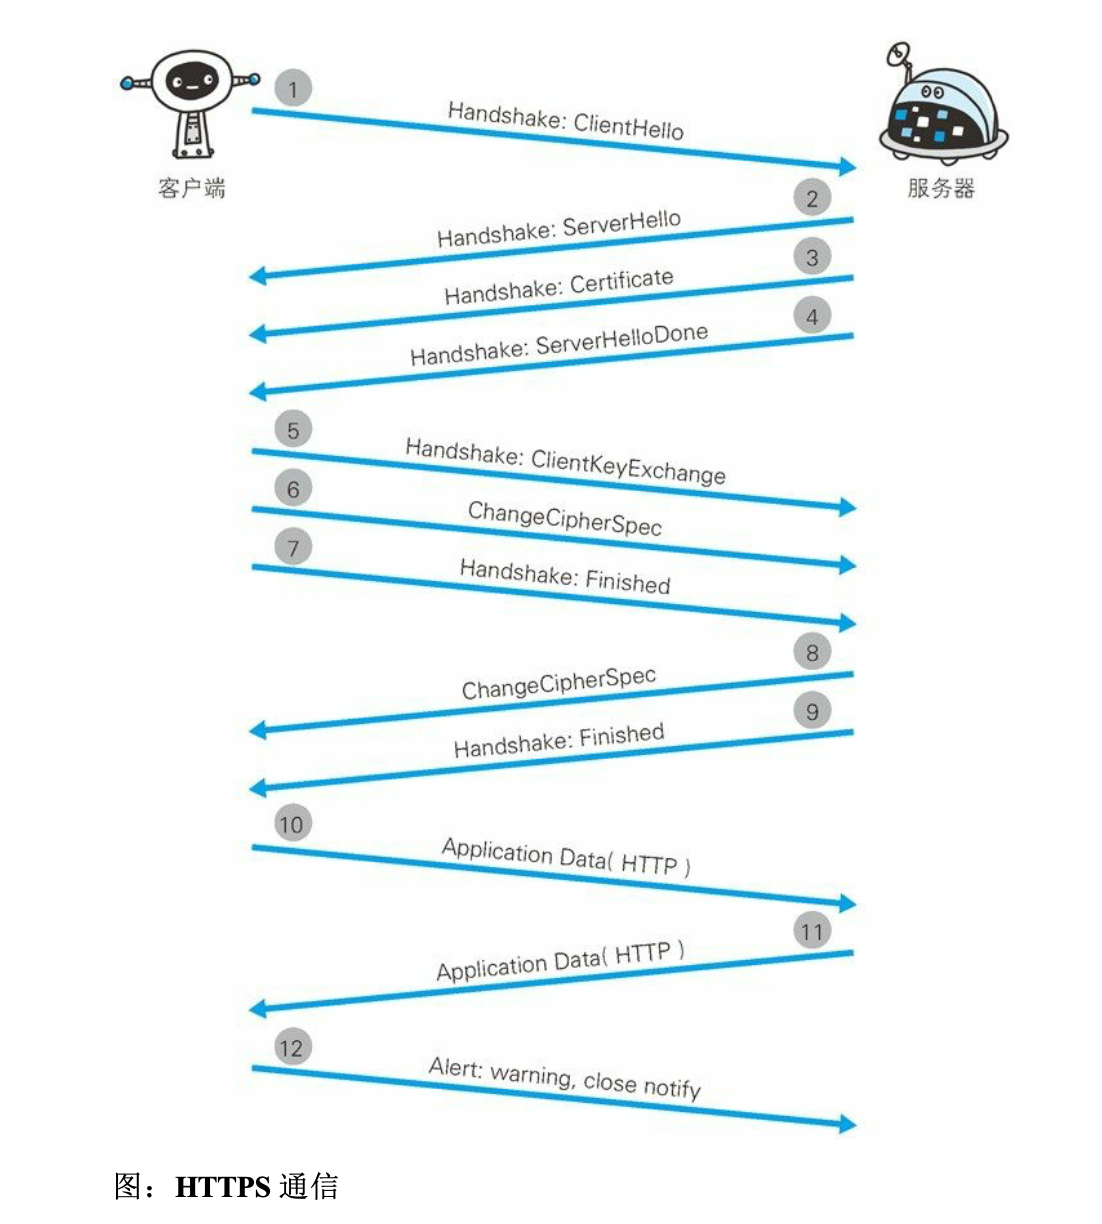 1
Handshake: ClientHello
客户端
服务器
2
Handshake: ServerHello
3
Handshake: Certificate
4
Handshake: ServerHelloDone
5
Handshake: ClientKeyExchange
6
ChangeCipherSpec
7
Handshake: Finished
8
ChangeCipherSpec
9
Handshake: Finished
10
Application Data( HTTP )
11
Application Data( HTTP )
12
Alert: warning, close notify
图：HTTPS 通信